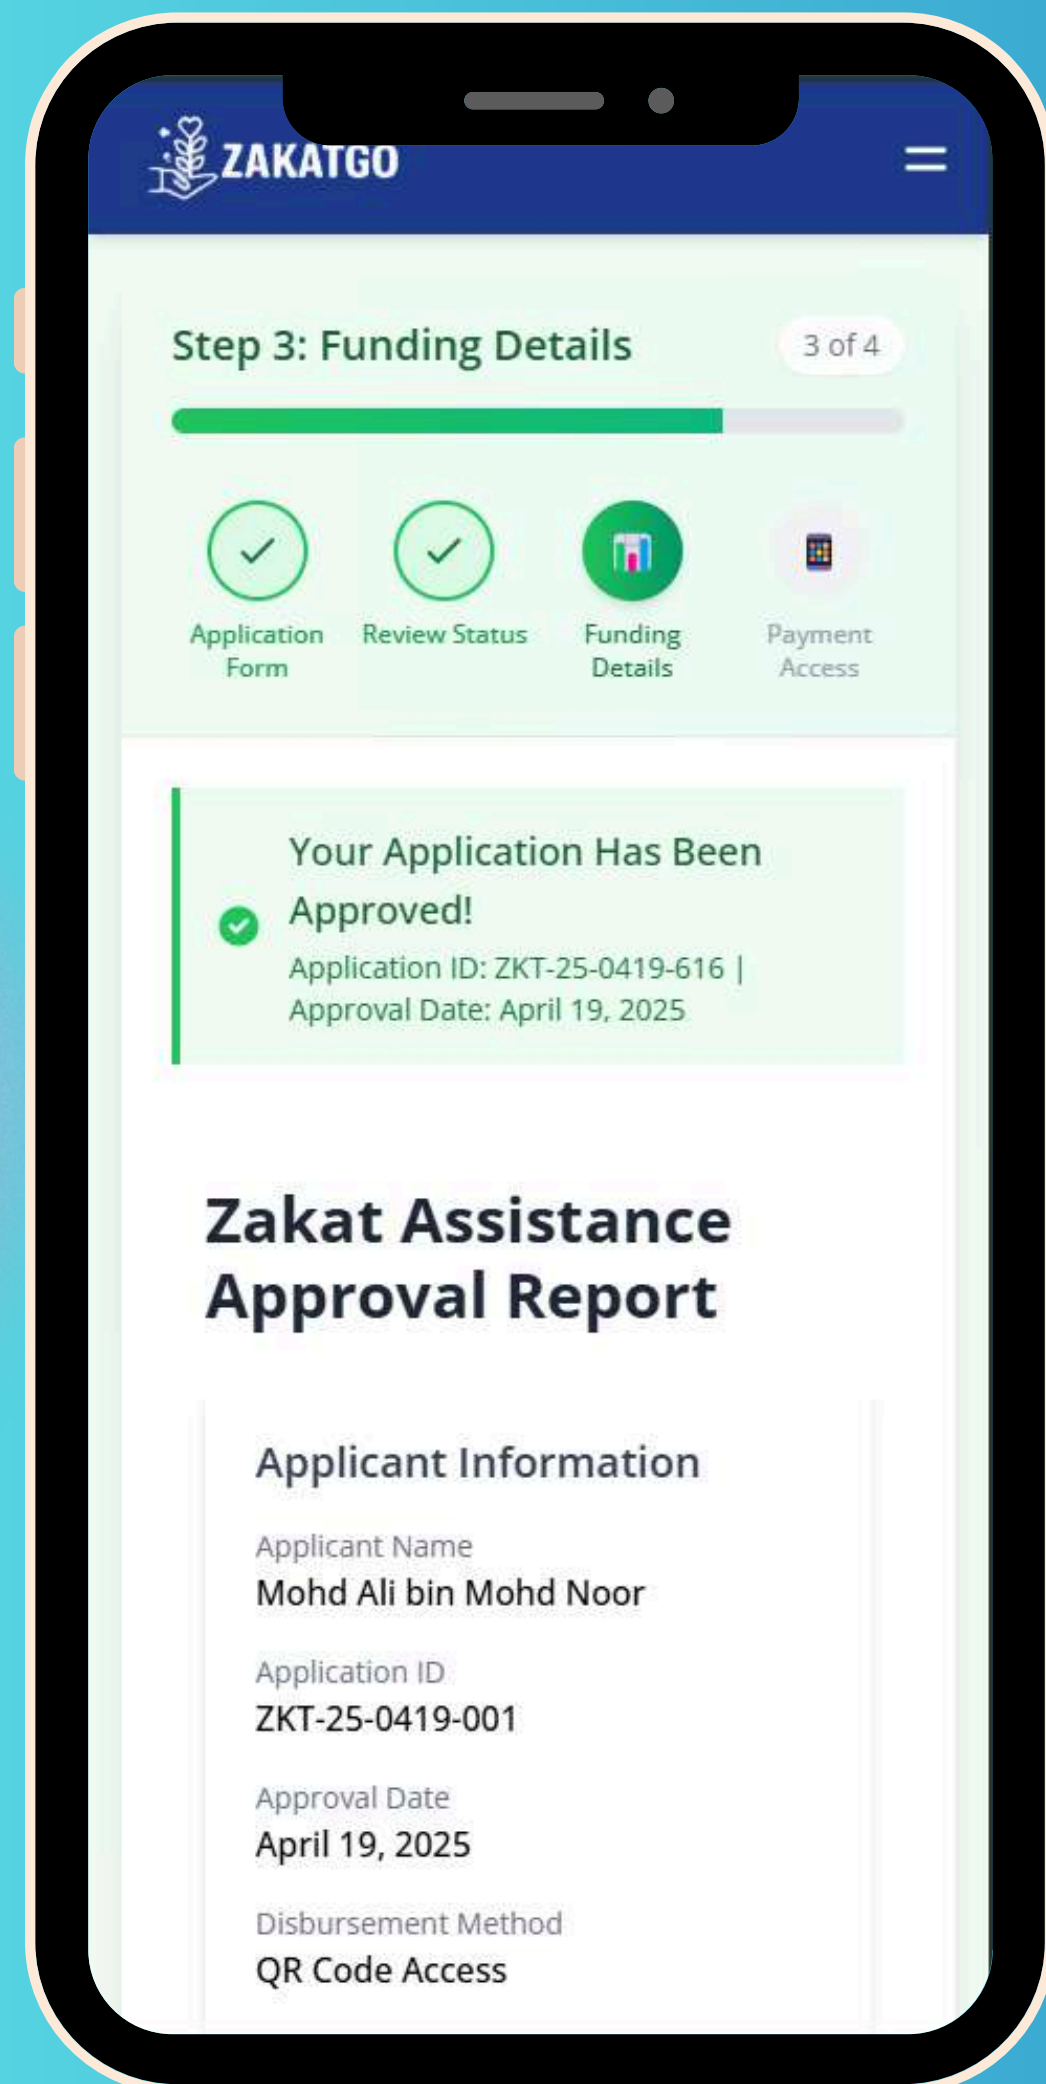 ZAKATGO
Step 3: Funding Details
3 of 4
Application
Form
Review Status
Funding
Details
Payment
Access
Your Application Has Been
Approved!
Application ID: ZKT-25-0419-616 |
Approval Date: April 19, 2025
Zakat Assistance
Approval Report
Applicant Information
Applicant Name
Mohd Ali bin Mohd Noor
Application ID
ZKT-25-0419-001
Approval Date
April 19, 2025
Disbursement Method
QR Code Access